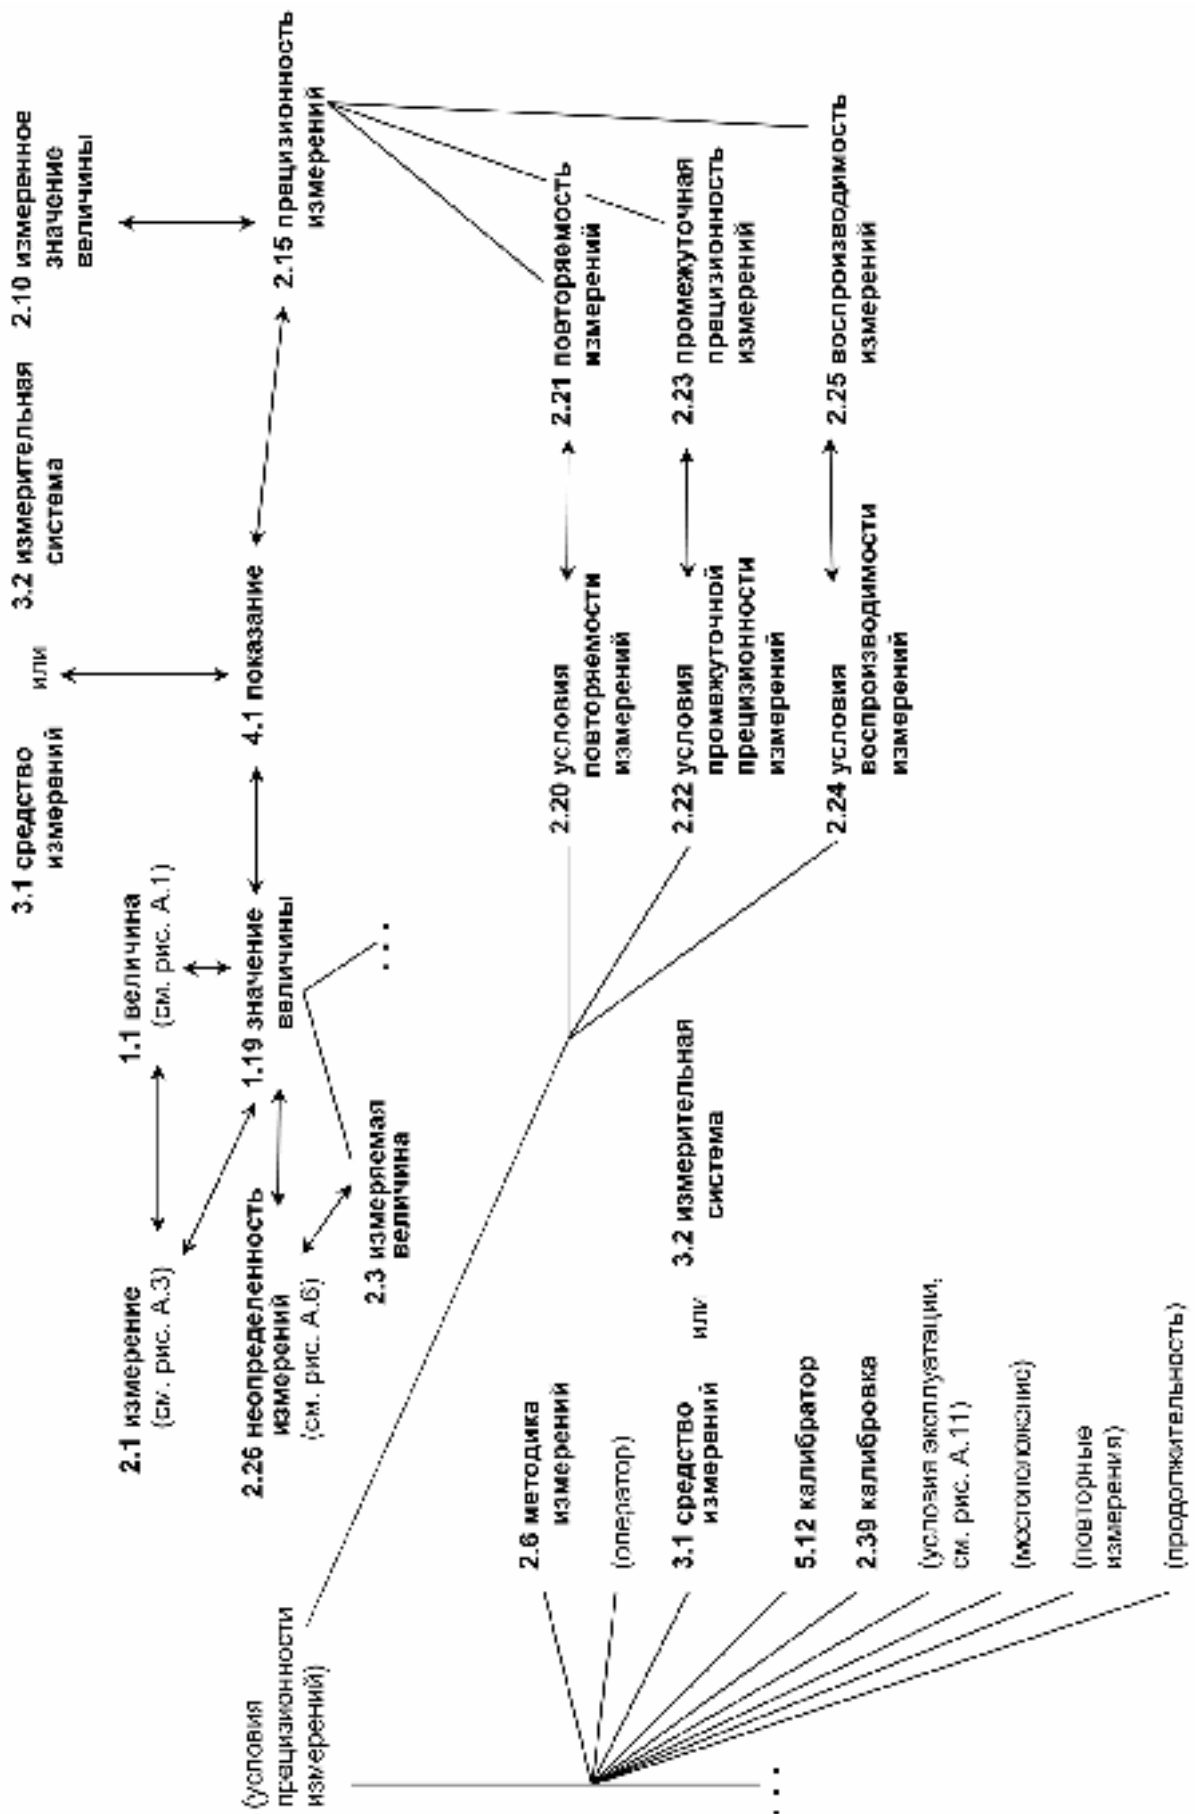 2.1 измерение
(см. рис. А.3)
1.1 величина
(см. рис. А.1)
3.1 средство
измерений
или
3.2 измерительная
система
2.10 измеренное
значение
величины
(условия
прецизионности
измерений)
2.26 неопределенность
измерений
(см. рис. А.6)
1.19 значение
величины
4.1 показание
2.15 прецизионность
измерений
2.3 измеряемая
величина
...
2.6 методика
измерений
(оператор)
3.1 средство
измерений
или
3.2 измерительная
система
5.12 калибратор
2.39 калибровка
(условия эксплуатации,
см. рис. А.11)
(местоположение)
(повторные
измерения)
(продолжительность)
...
2.20 условия
повторяемости
измерений
2.21 повторяемость
измерений
2.22 условия
промежуточной
прецизионности
измерений
2.23 промежуточная
прецизионность
измерений
2.24 условия
воспроизводимости
измерений
2.25 воспроизводимость
измерений